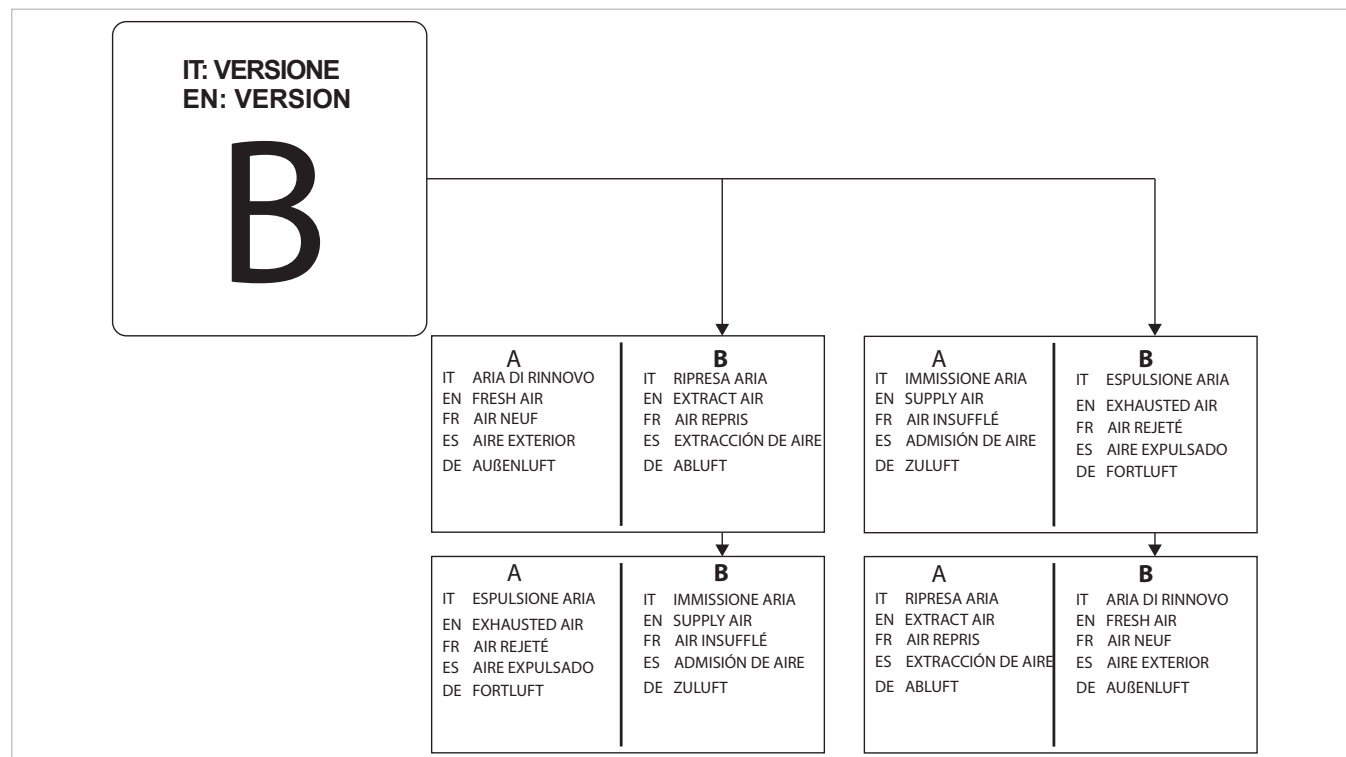 IT: VERSIONE
EN: VERSION
B
A
IT ARIA DI RINNOVO
EN FRESH AIR
FR AIR NEUF
ES AIRE EXTERIOR
DE AUßENLUFT
B
IT RIPRESA ARIA
EN EXTRACT AIR
FR AIR REPRIS
ES EXTRACCIÓN DE AIRE
DE ABLUFT
A
IT IMMISSIONE ARIA
EN SUPPLY AIR
FR AIR INSUFFLÉ
ES ADMISIÓN DE AIRE
DE ZULUFT
B
IT ESPULSIONE ARIA
EN EXHAUSTED AIR
FR AIR REJETÉ
ES AIRE EXPULSADO
DE FORTLUFT
A
IT ESPULSIONE ARIA
EN EXHAUSTED AIR
FR AIR REJETÉ
ES AIRE EXPULSADO
DE FORTLUFT
B
IT IMMISSIONE ARIA
EN SUPPLY AIR
FR AIR INSUFFLÉ
ES ADMISIÓN DE AIRE
DE ZULUFT
A
IT RIPRESA ARIA
EN EXTRACT AIR
FR AIR REPRIS
ES EXTRACCIÓN DE AIRE
DE ABLUFT
B
IT ARIA DI RINNOVO
EN FRESH AIR
FR AIR NEUF
ES AIRE EXTERIOR
DE AUßENLUFT